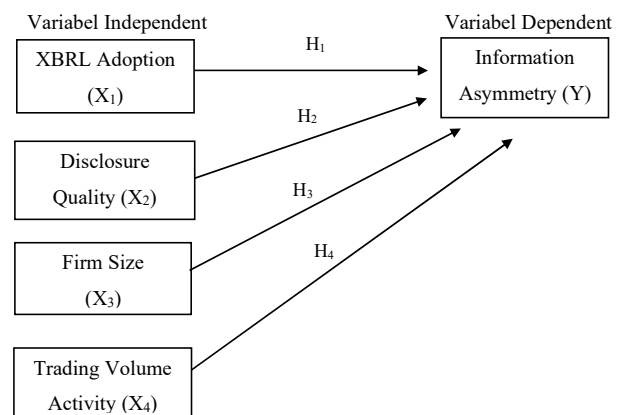 Variabel Independent
Variabel Dependent
XBRL Adoption
(X₁)
H₁
Information
Asymmetry (Y)
Disclosure
Quality (X₂)
H₂
Firm Size
(X₃)
H₃
Trading Volume
Activity (X₄)
H₄